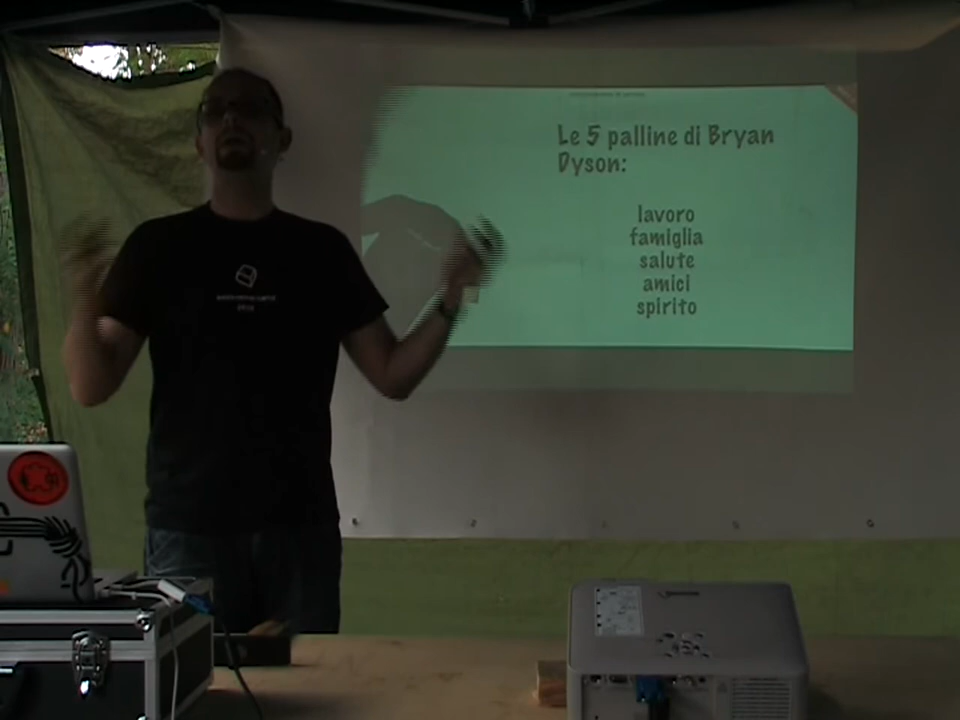 Le 5 palline di Bryan
Dyson:
lavoro
famiglia
salute
amici
spirito